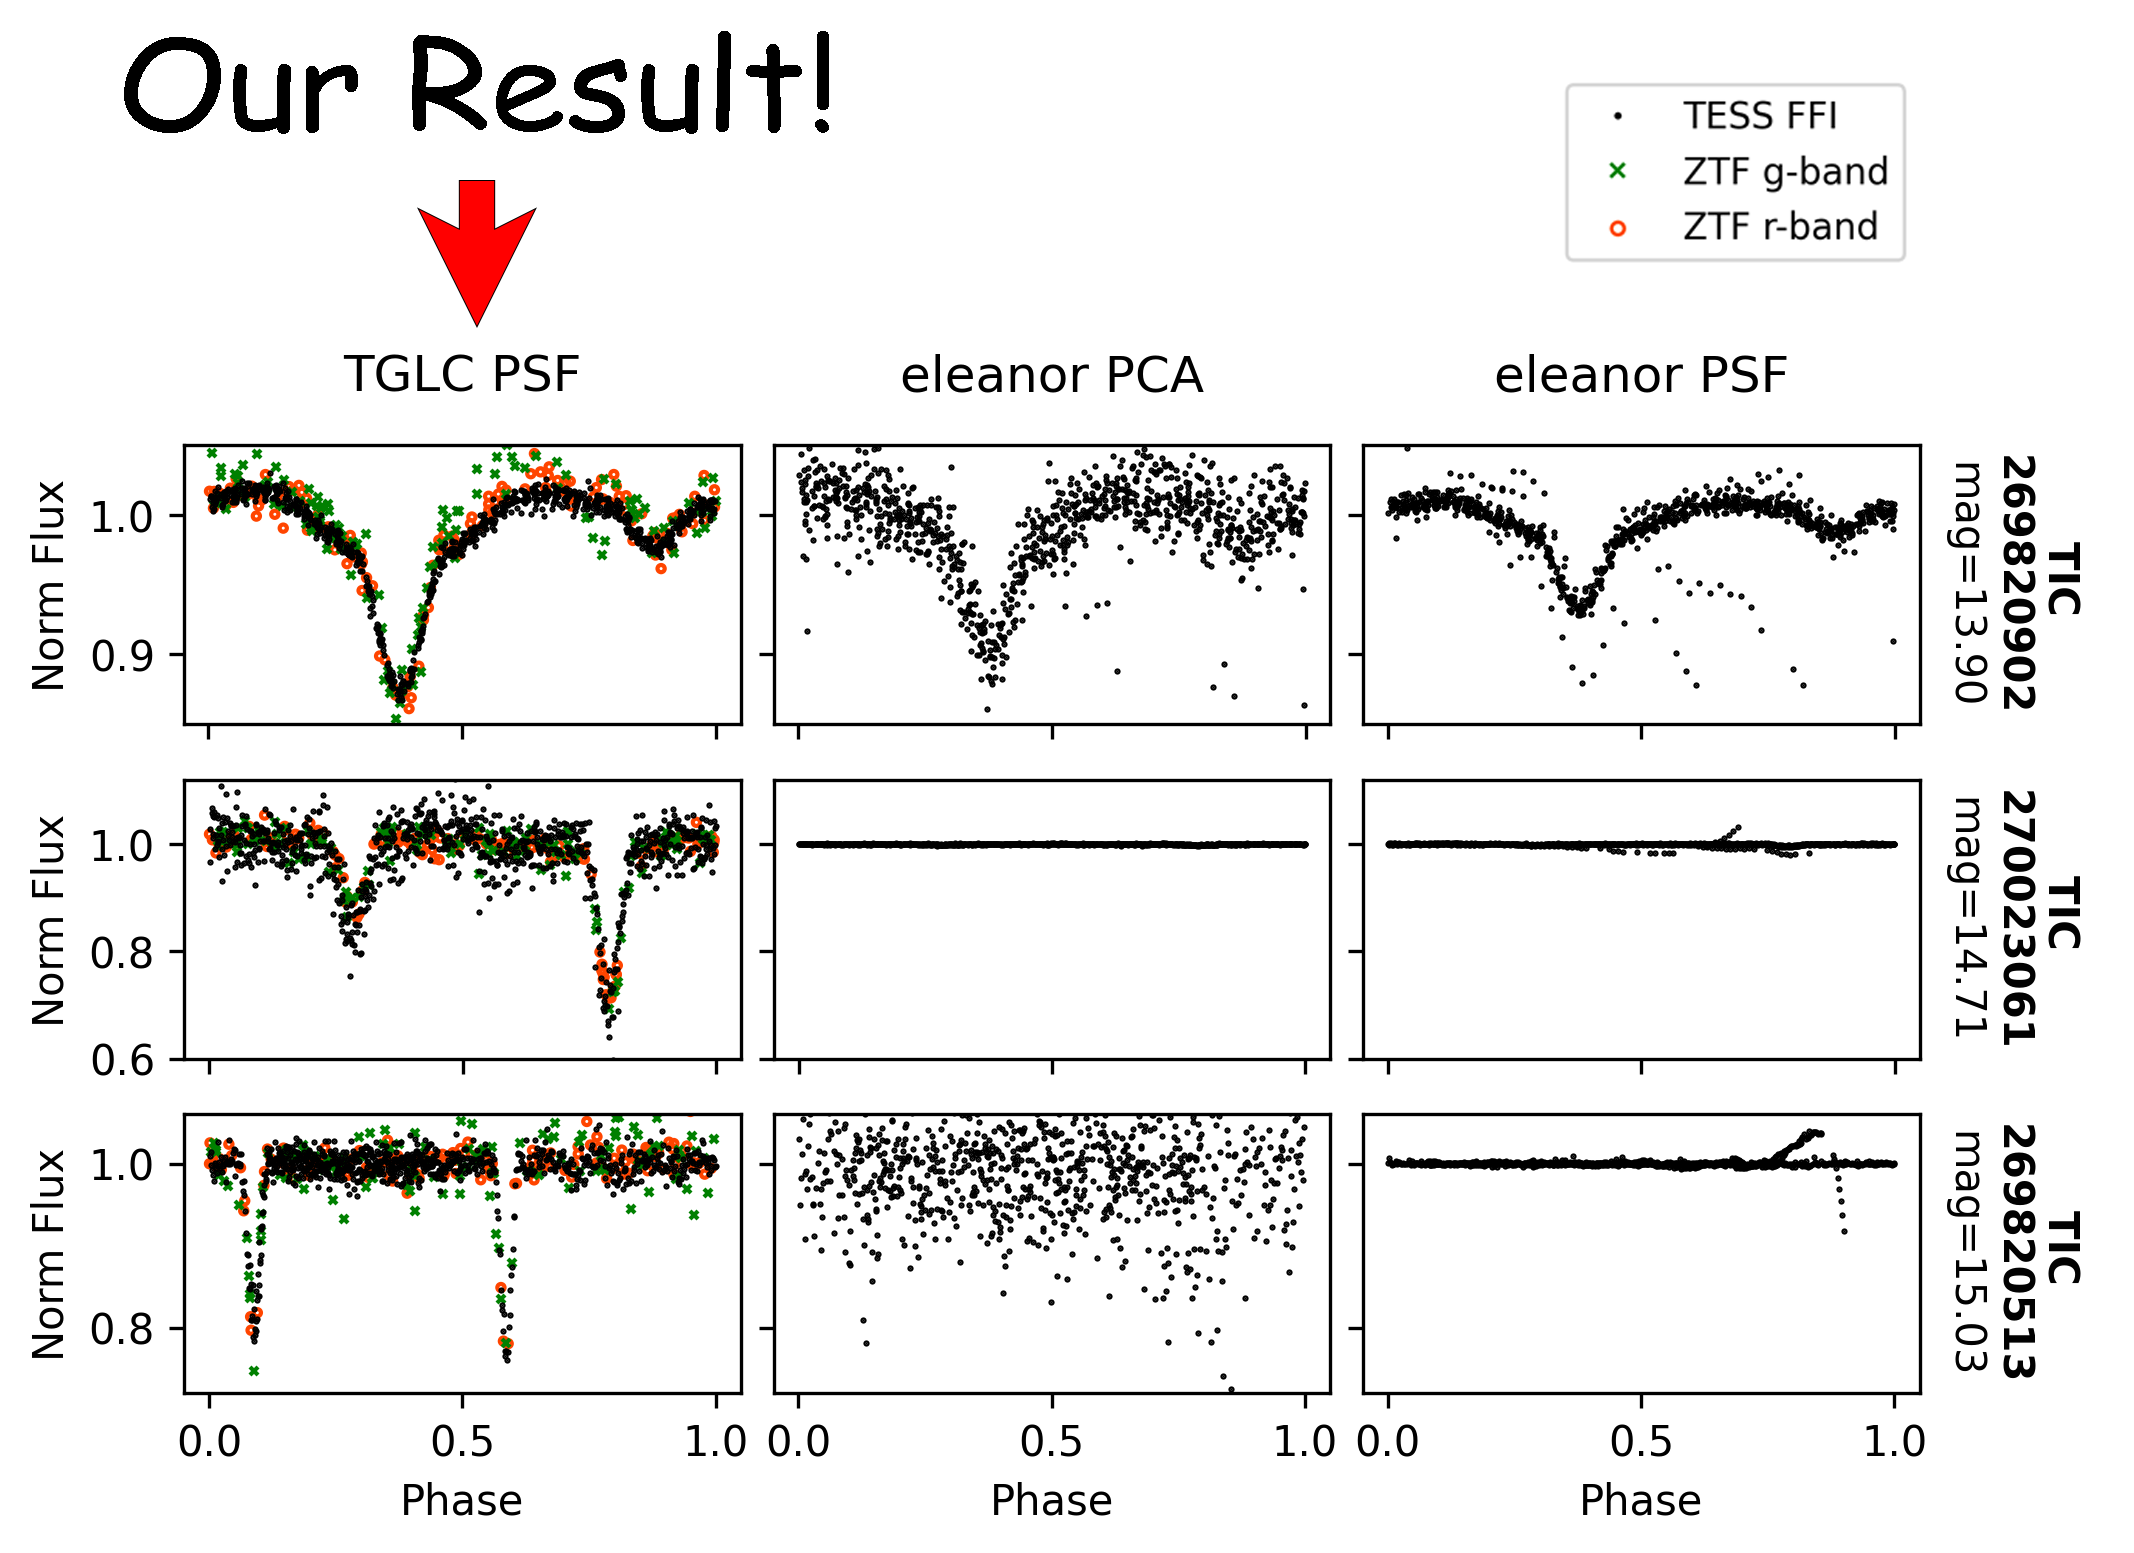 Our Result!
TESS FFI
ZTF g-band
ZTF r-band
TGLC PSF
eleanor PCA
eleanor PSF
Norm Flux
1.0
0.9
TIC
269820902
mag=13.90
Norm Flux
1.0
0.8
0.6
TIC
270023061
mag=14.71
Norm Flux
1.0
0.8
TIC
269820513
mag=15.03
0.0 0.5 1.0 0.0 0.5 1.0 0.0 0.5 1.0
Phase Phase Phase